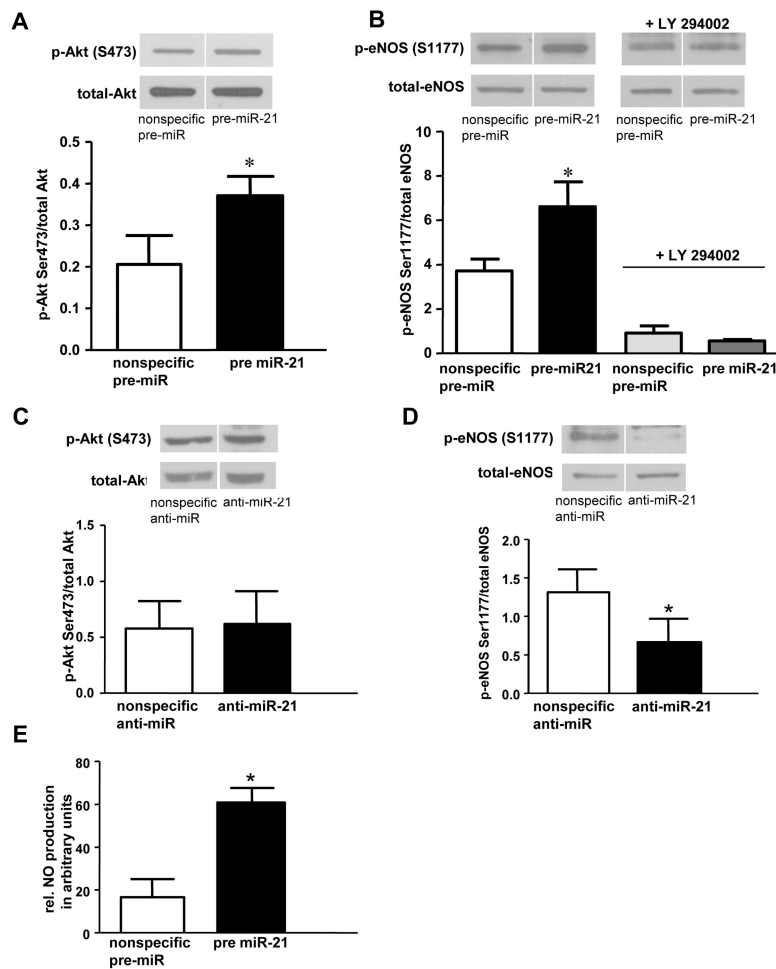 A
p-Akt (S473)
total-Akt
nonspecific pre-miR-21
pre-miR
p-Akt Ser473/total Akt
0.5
0.4
0.3
0.2
0.1
0.0
*
nonspecific pre miR-21
pre-miR
B
+ LY 294002
p-eNOS (S1177)
total-eNOS
nonspecific pre-miR-21 nonspecific pre-miR-21
pre-miR pre-miR
p-eNOS Ser1177/total eNOS
10
8
6
4
2
0
*
+ LY 294002
nonspecific pre-miR21 nonspecific pre miR-21
pre-miR pre-miR
C
p-Akt (S473)
total-Akt
nonspecific anti-miR-21
anti-miR
p-Akt Ser473/total Akt
1.5
1.0
0.5
0.0
nonspecific anti-miR-21
anti-miR
D
p-eNOS (S1177)
total-eNOS
nonspecific anti-miR-21
anti-miR
p-eNOS Ser1177/total eNOS
2.0
1.5
1.0
0.5
0.0
*
nonspecific anti-miR-21
anti-miR
E
rel. NO production
in arbitrary units
80
60
40
20
0
*
nonspecific pre miR-21
pre-miR